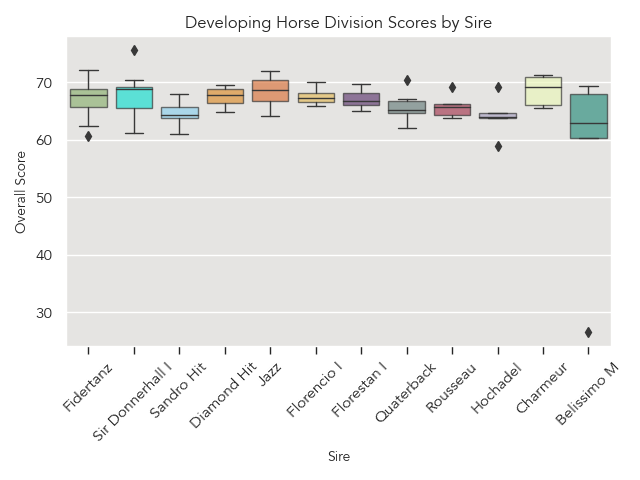 Developing Horse Division Scores by Sire
Overall Score
70
60
50
40
30
Fidertanz
Sir Donnerhall I
Sandro Hit
Diamond Hit
Jazz
Florencio I
Florestan I
Quaterback
Rousseau
Hochadel
Charmeur
Belissimo M
Sire